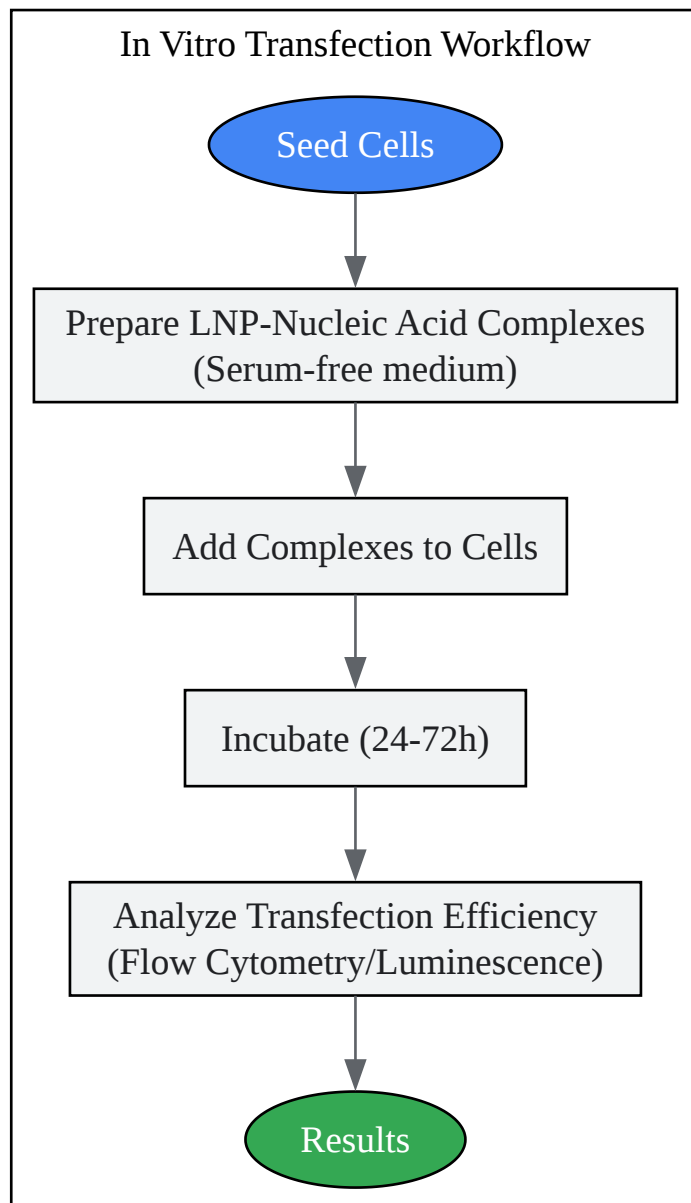 In Vitro Transfection Workflow
Seed Cells
Prepare LNP-Nucleic Acid Complexes
(Serum-free medium)
Add Complexes to Cells
Incubate (24-72h)
Analyze Transfection Efficiency
(Flow Cytometry/Luminescence)
Results